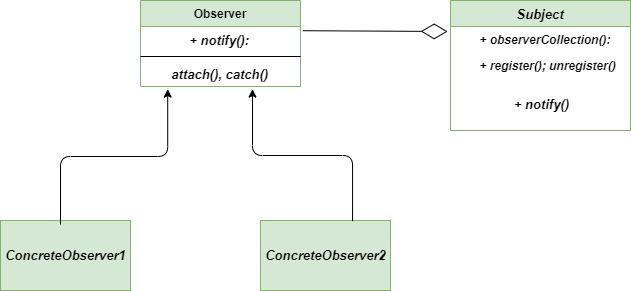 Observer
+ notify():
attach(), catch()
Subject
+ observerCollection():
+ register(); unregister()
+ notify()
ConcreteObserver1
ConcreteObserver2